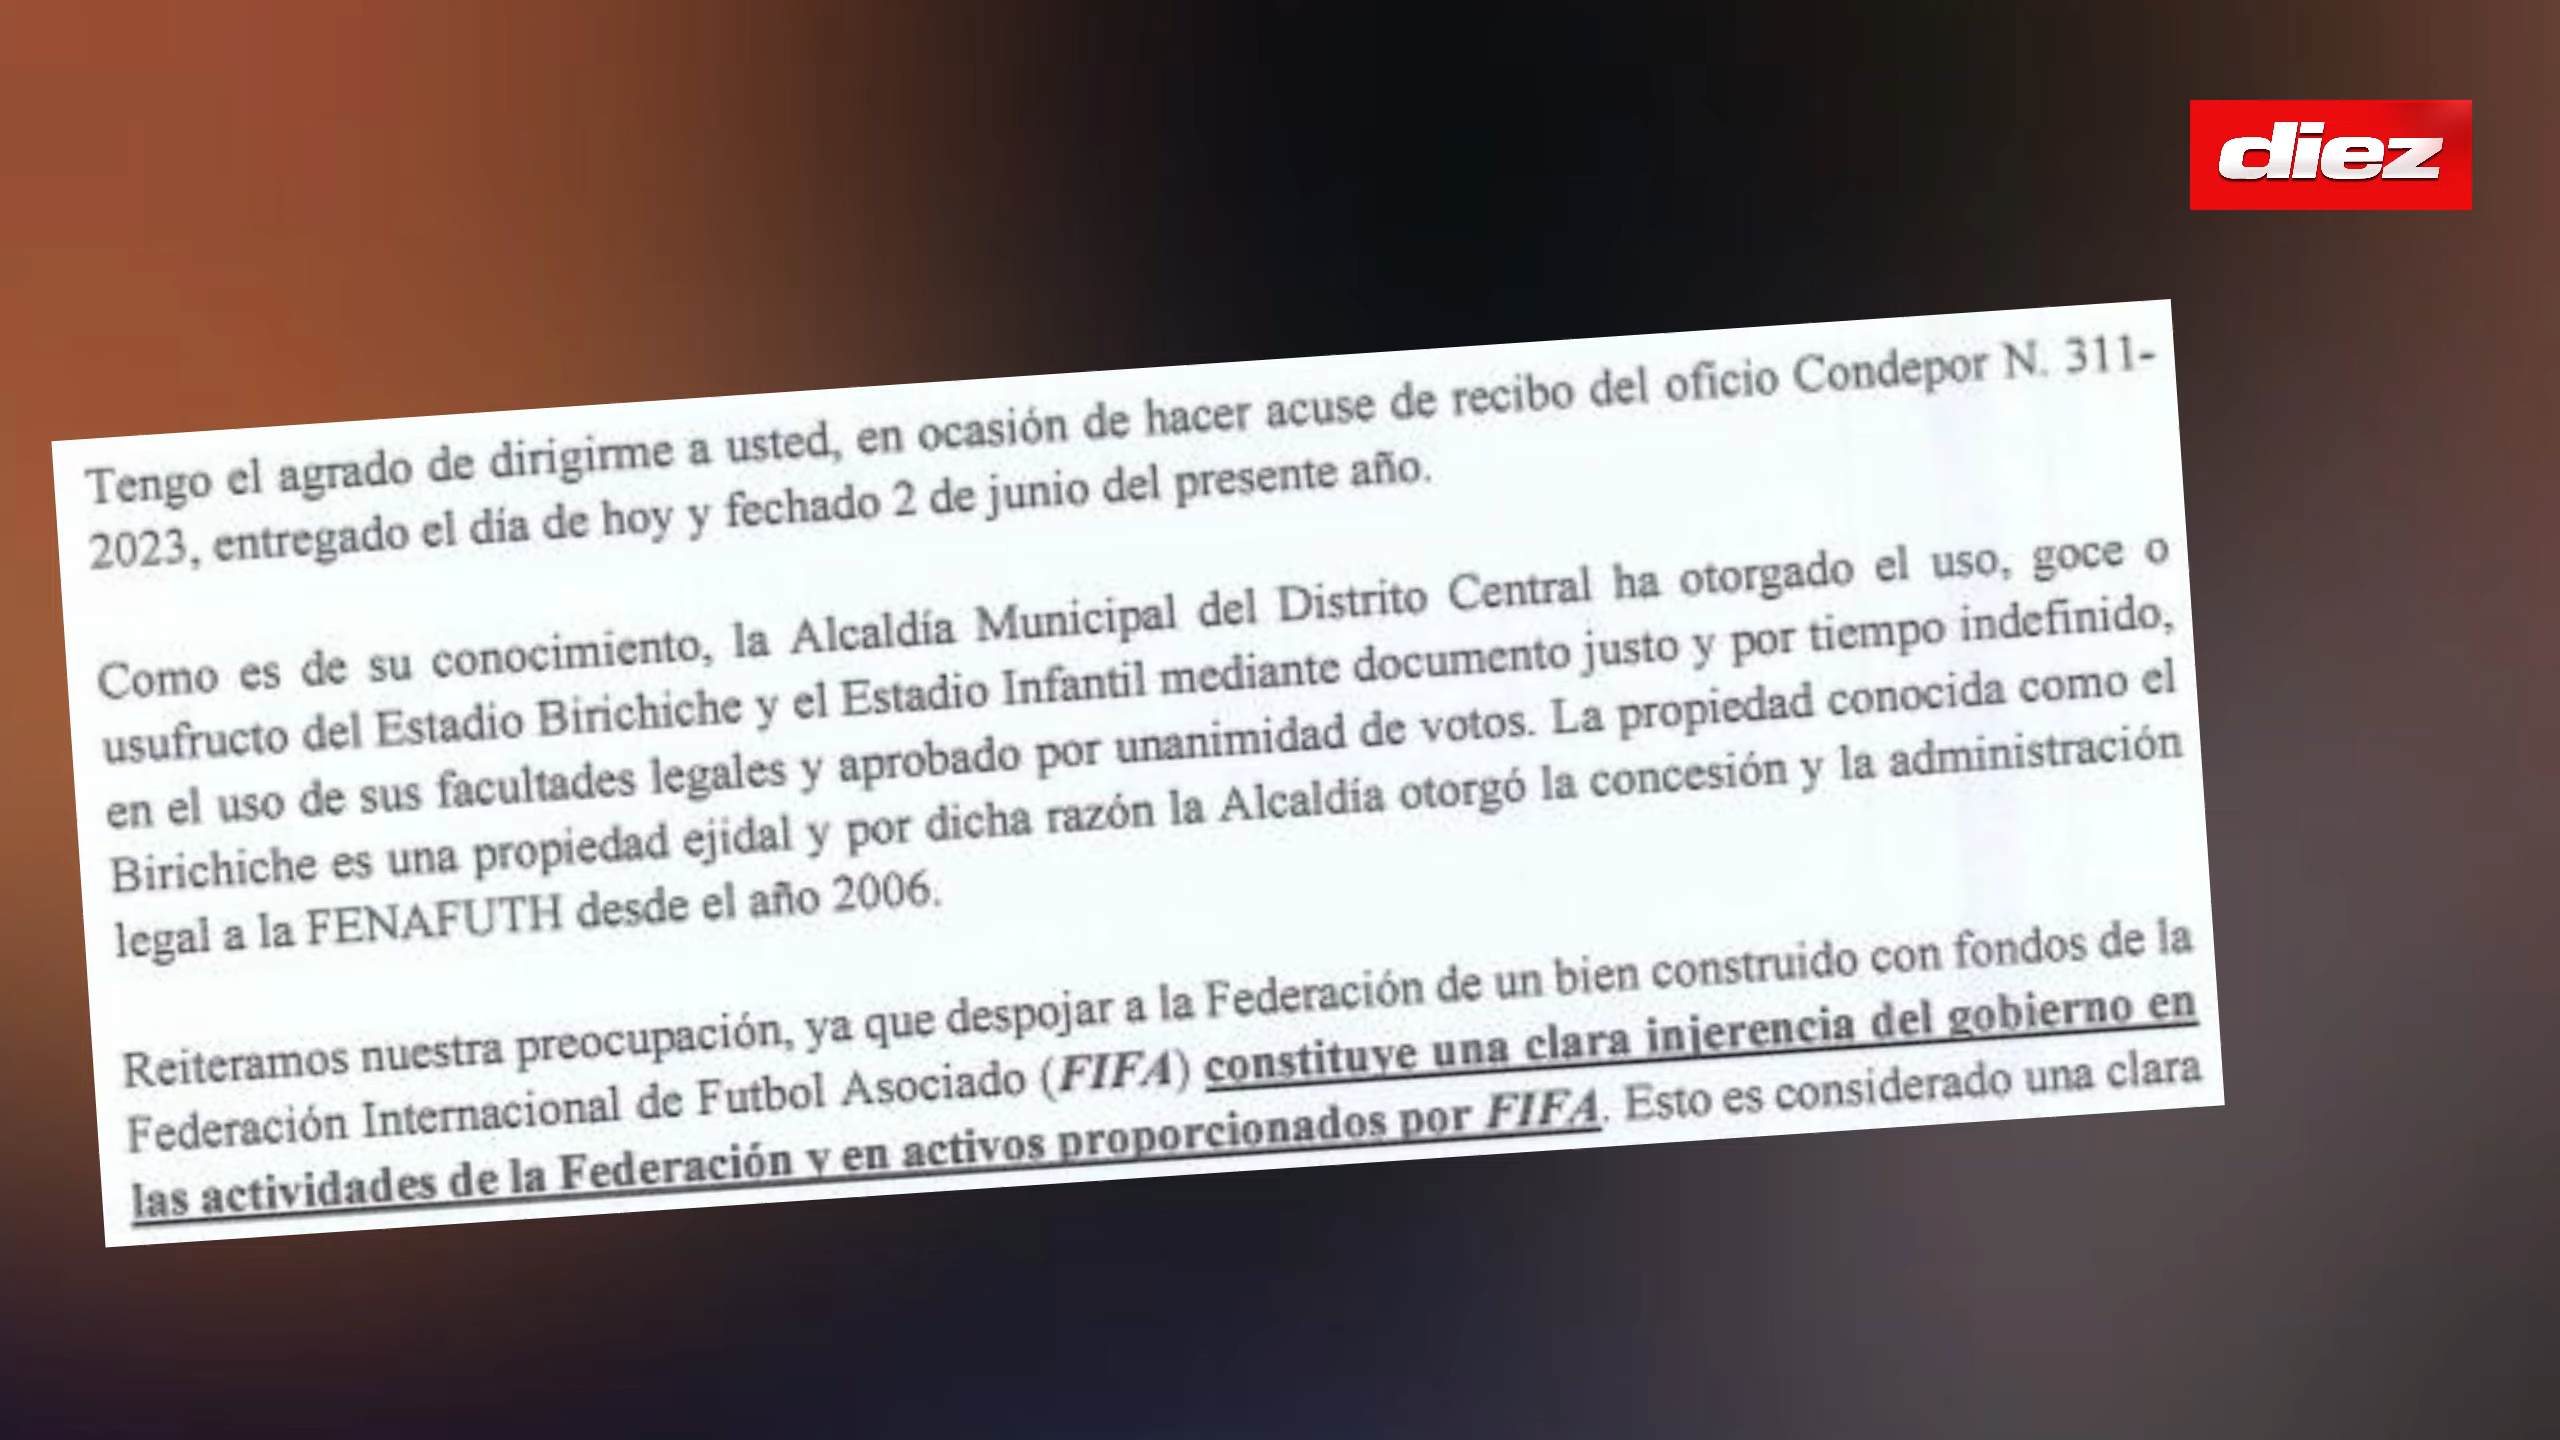 diez
Tengo el agrado de dirigirme a usted, en ocasión de hacer acuse de recibo del oficio Condepor N. 311-
2023, entregado el día de hoy y fechado 2 de junio del presente año.
Como es de su conocimiento, la Alcaldía Municipal del Distrito Central ha otorgado el uso, goce o
usufructo del Estadio Birichiche y el Estadio Infantil mediante documento justo y por tiempo indefinido,
en el uso de sus facultades legales y aprobado por unanimidad de votos. La propiedad conocida como el
Birichiche es una propiedad ejidal y por dicha razón la Alcaldía otorgó la concesión y la administración
legal a la FENAFUTH desde el año 2006.
Reiteramos nuestra preocupación, ya que despojar a la Federación de un bien construido con fondos de la
Federación Internacional de Futbol Asociado (FIFA) constituye una clara injerencia del gobierno en
las actividades de la Federación y en activos proporcionados por FIFA. Esto es considerado una clara